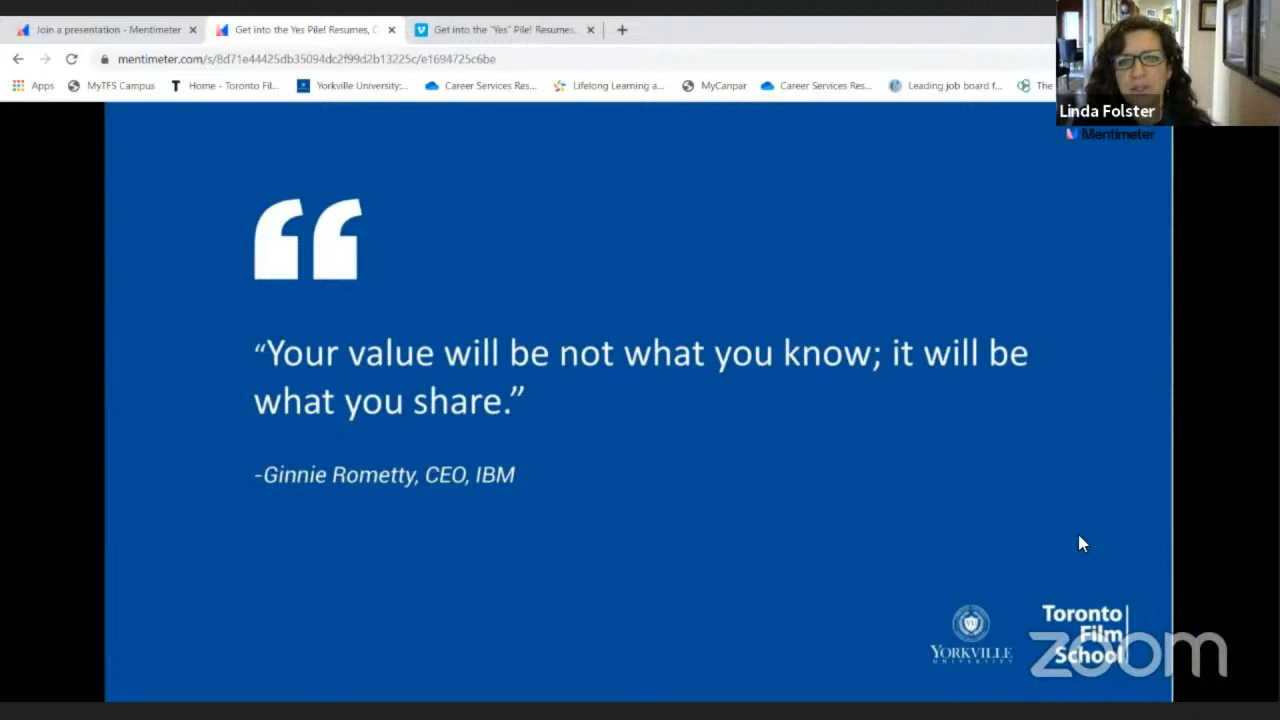 Join a presentation - Mentimeter
Get into the Yes Pile! Resumes, C
Get into the "Yes" Pile! Resumes,
mentimeter.com/s/8d71e44425db35094dc2f99d2b13225c/e1694725c6be
Apps
MyTFS Campus
Home - Toronto Fil...
Yorkville University:...
Career Services Res...
Lifelong Learning a...
MyCanpar
Career Services Res...
Leading job board f...
The
Linda Folster
Mentimeter
“Your value will be not what you know; it will be
what you share.”
-Ginnie Rometty, CEO, IBM
YORKVILLE
UNIVERSITY
Toronto
Film
School
zoom